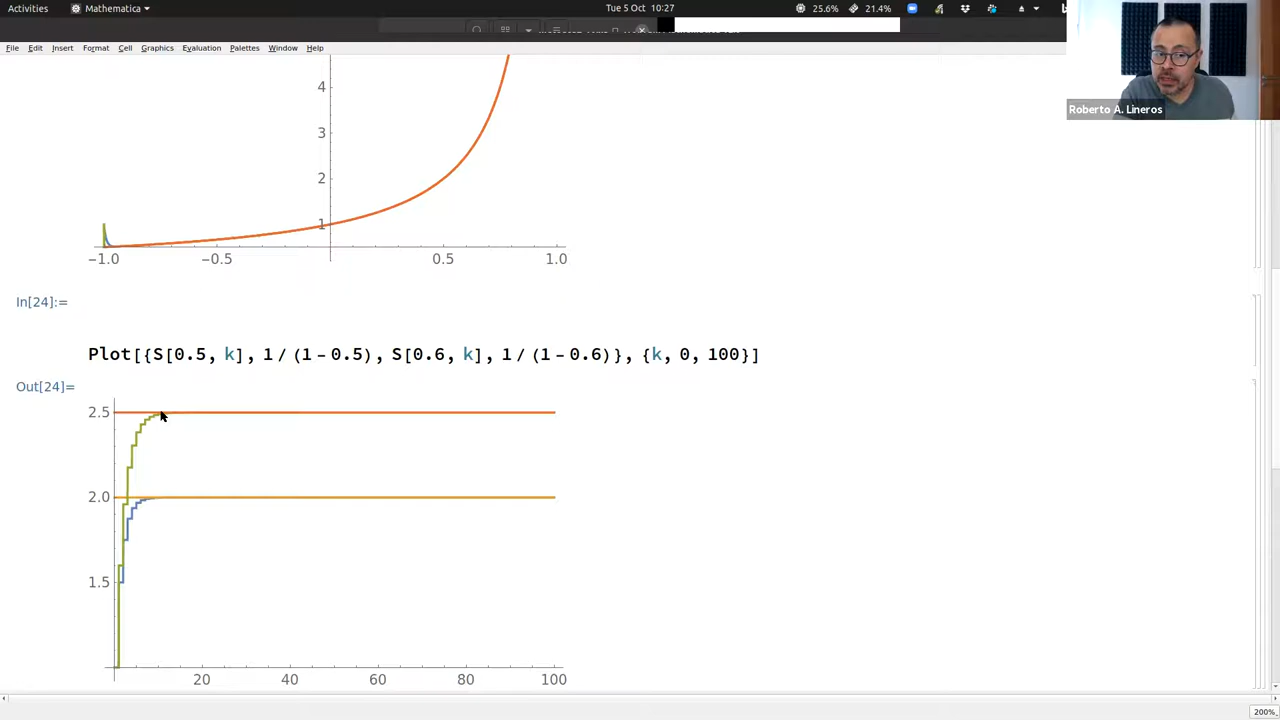 Activities Mathematica Tue 5 Oct 10:27 25.6% 21.4%
File Edit Insert Format Cell Graphics Evaluation Palettes Window Help
Roberto A. Lineros
4
3
2
1
−1.0 −0.5 0.5 1.0
In[24]:=
Plot[{S[0.5, k], 1/(1-0.5), S[0.6, k], 1/(1-0.6)}, {k, 0, 100}]
Out[24]=
2.5
2.0
1.5
20 40 60 80 100
200%